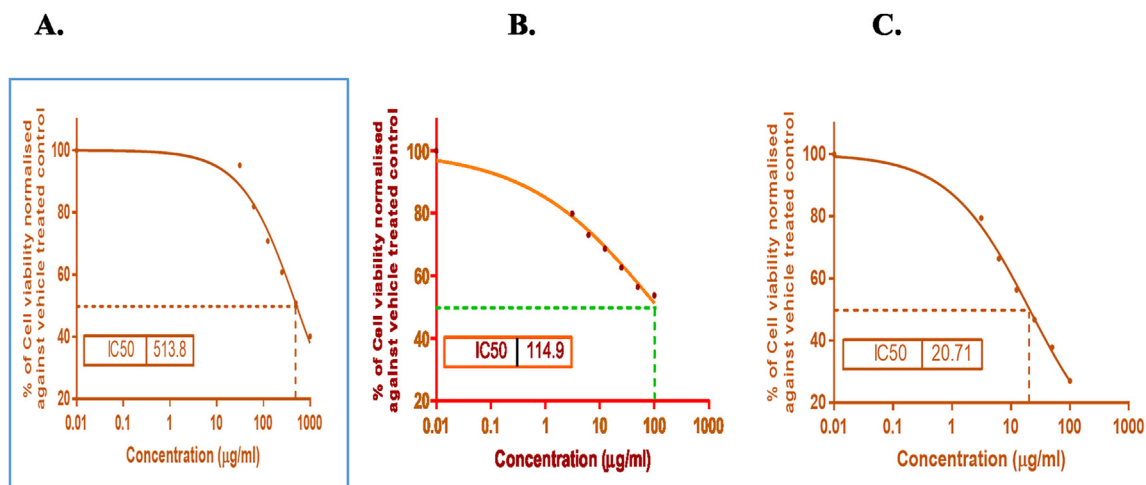 A.
B.
C.
% of Cell viability normalised
against vehicle treated control
100
80
60
40
20
IC50 513.8
0.01 0.1 1 10 100 1000
Concentration (µg/ml)
% of Cell viability normalised
against vehicle treated control
100
80
60
40
20
IC50 114.9
0.01 0.1 1 10 100 1000
Concentration (µg/ml)
% of Cell viability normalised
against vehicle treated control
100
80
60
40
20
IC50 20.71
0.01 0.1 1 10 100 1000
Concentration (µg/ml)